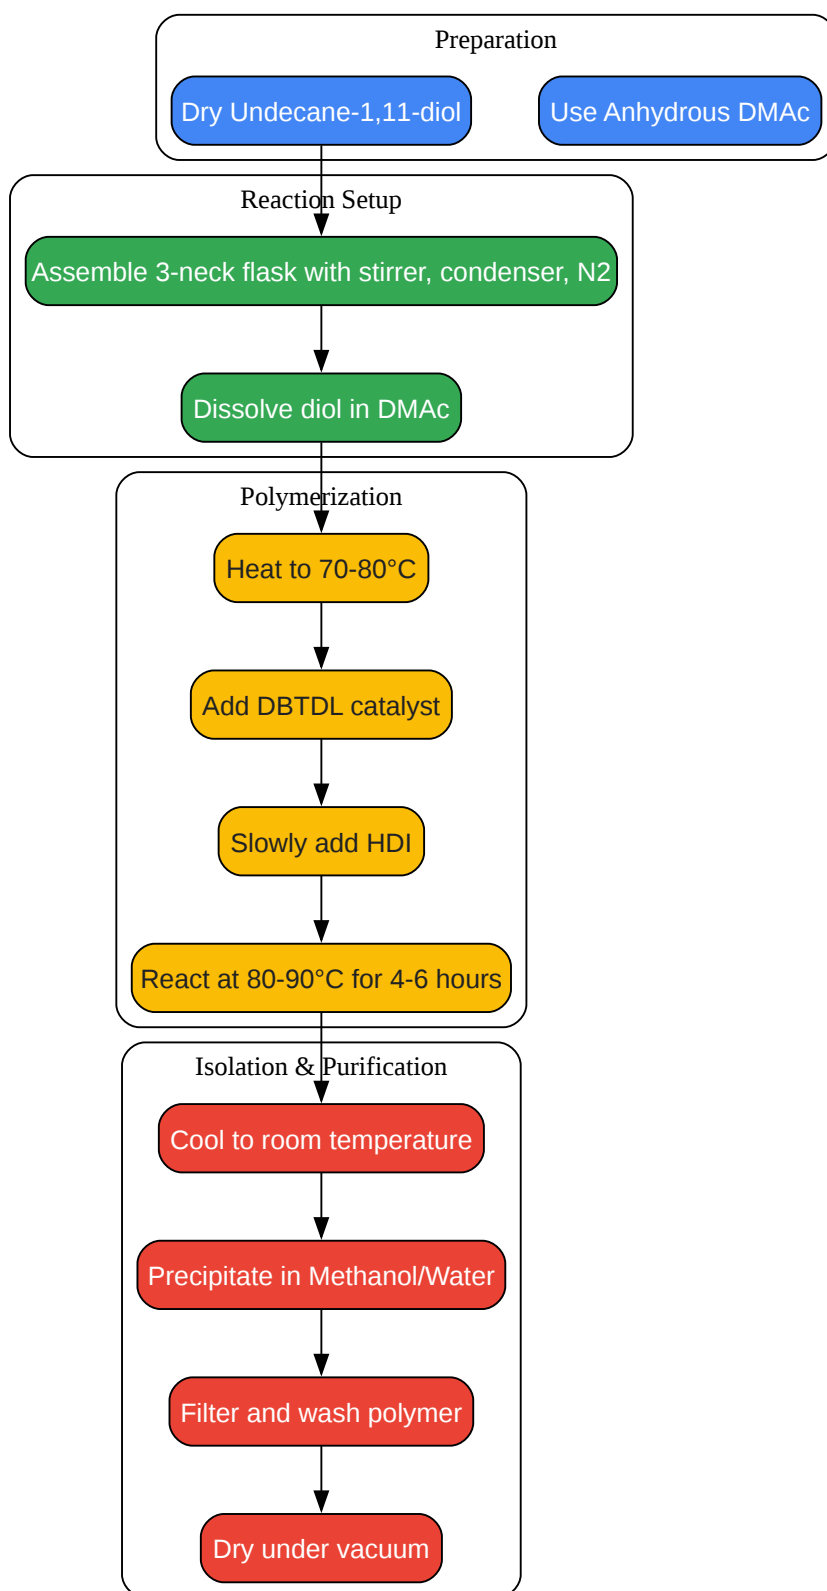 Preparation
Dry Undecane-1,11-diol
Use Anhydrous DMAc
Reaction Setup
Assemble 3-neck flask with stirrer, condenser, N2
Dissolve diol in DMAc
Polymerization
Heat to 70-80°C
Add DBTDL catalyst
Slowly add HDI
React at 80-90°C for 4-6 hours
Isolation & Purification
Cool to room temperature
Precipitate in Methanol/Water
Filter and wash polymer
Dry under vacuum